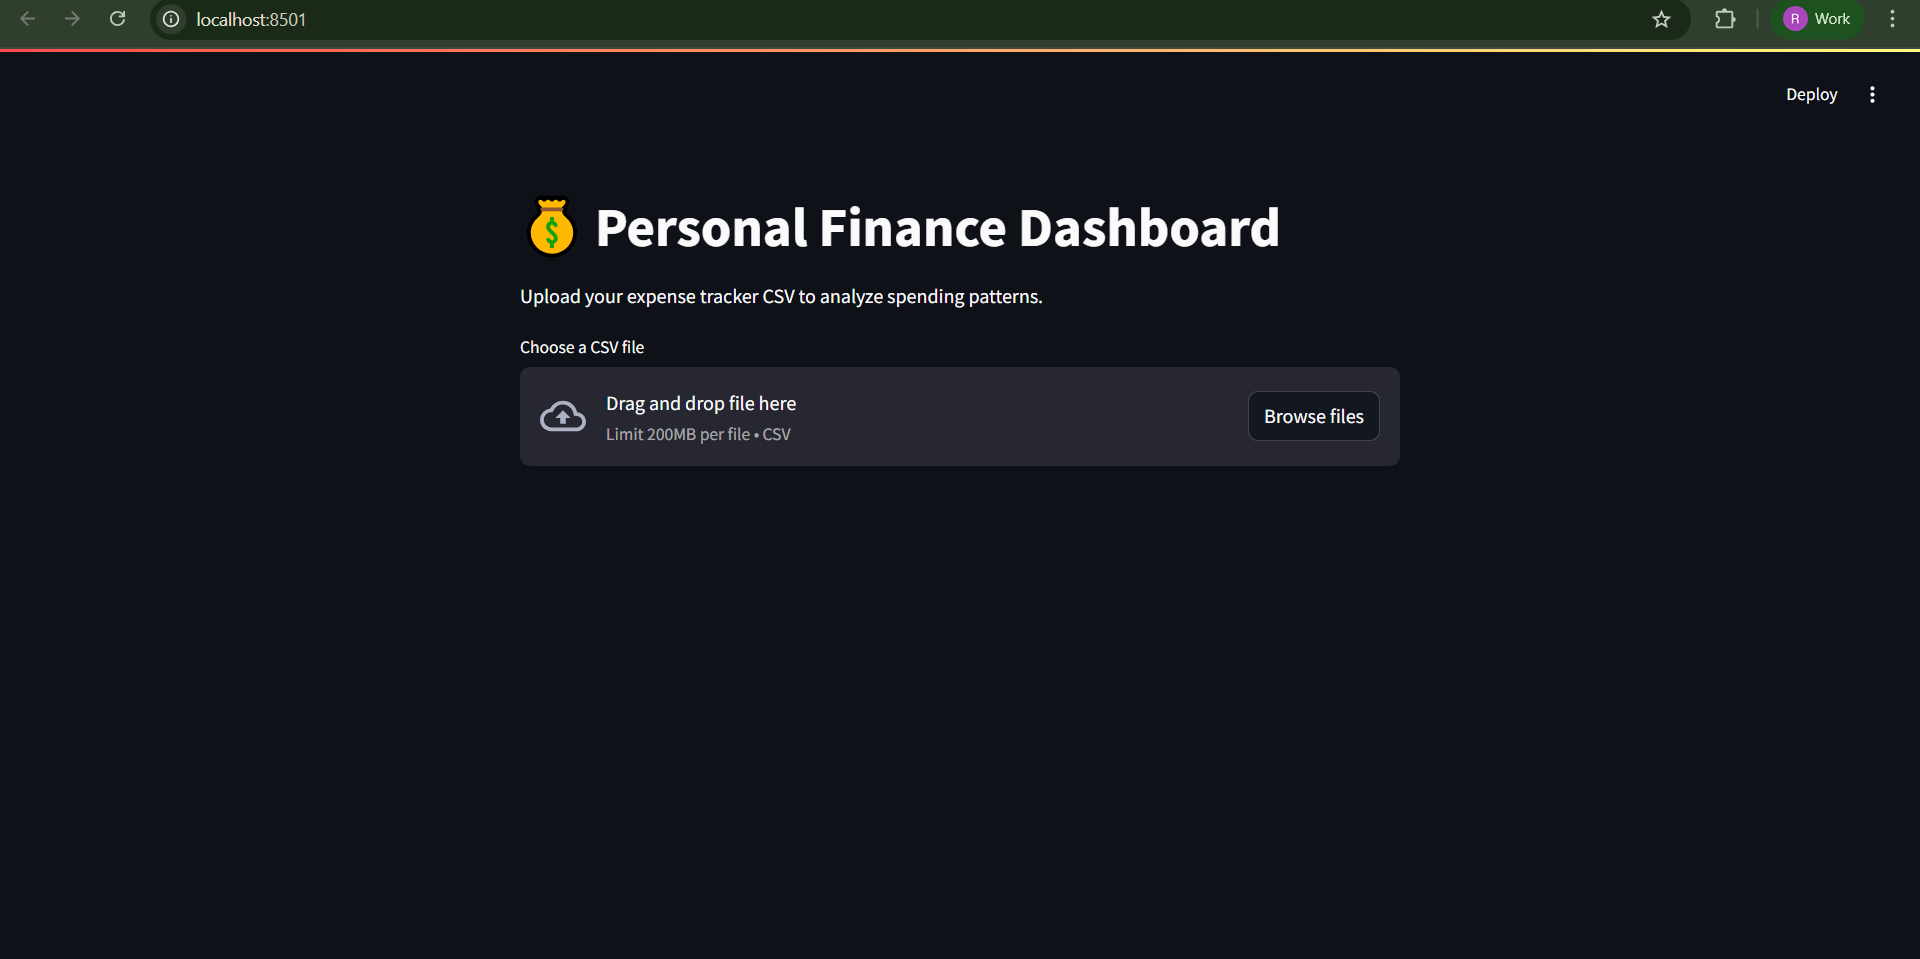 localhost:8501
R Work
Deploy
$ Personal Finance Dashboard
Upload your expense tracker CSV to analyze spending patterns.
Choose a CSV file
Drag and drop file here
Limit 200MB per file • CSV
Browse files